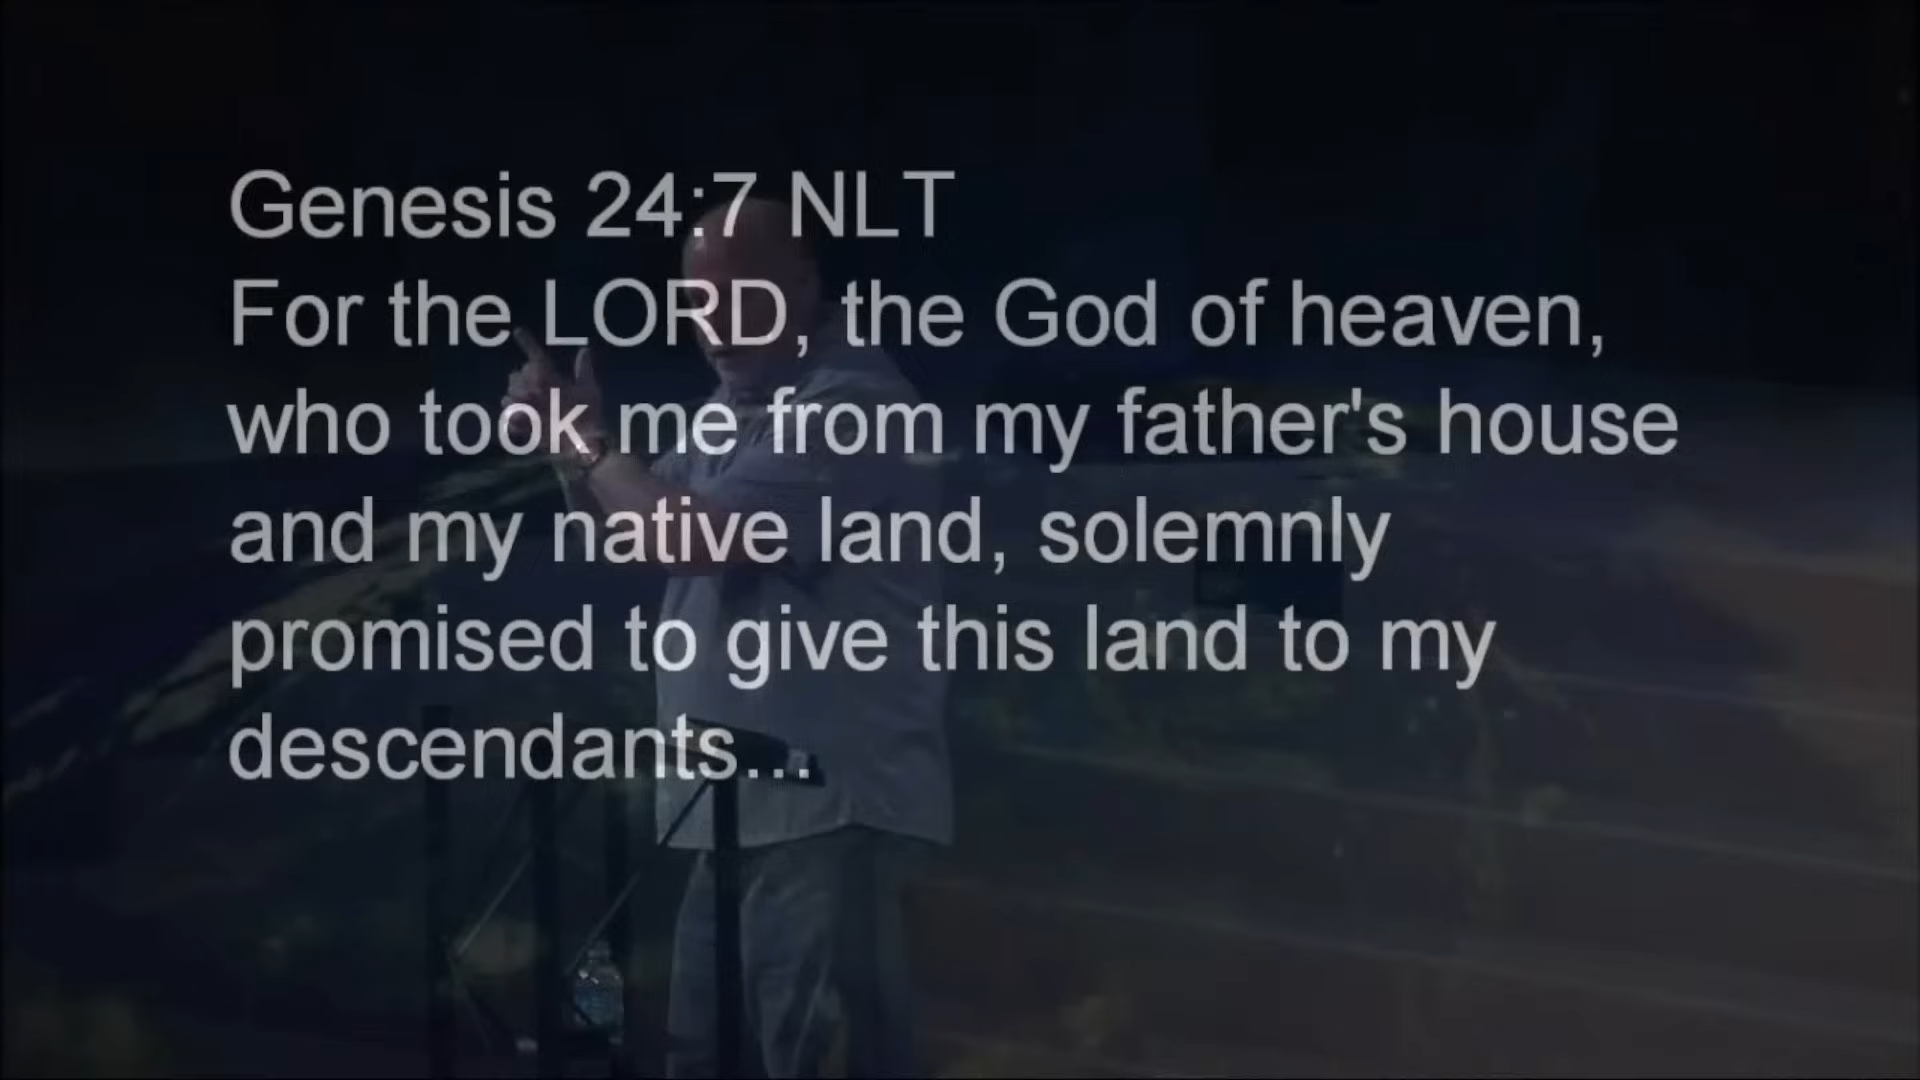 Genesis 24:7 NLT
For the LORD, the God of heaven,
who took me from my father's house
and my native land, solemnly
promised to give this land to my
descendants...